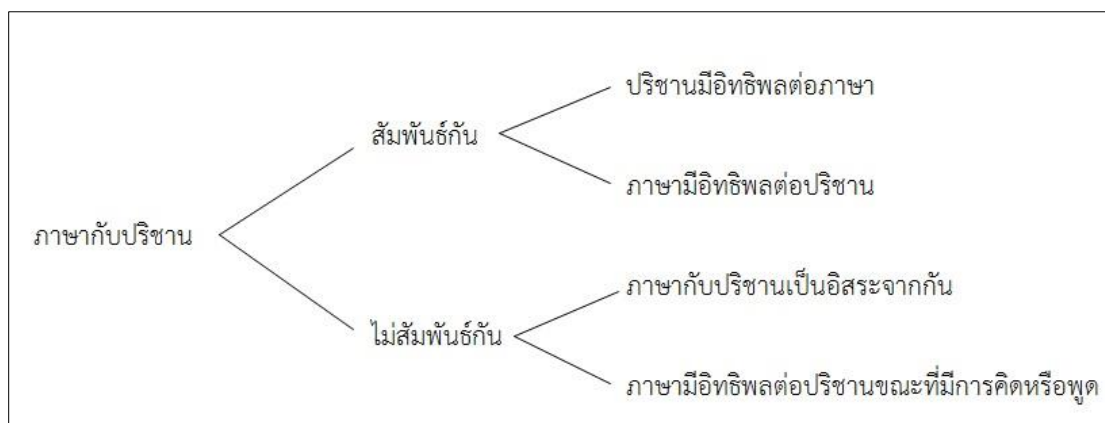 ปริชานมีอิทธิพลต่อภาษา
สัมพันธ์กัน
ภาษามีอิทธิพลต่อปริชาน
ภาษากับปริชาน
ภาษากับปริชานเป็นอิสระจากกัน
ไม่สัมพันธ์กัน
ภาษามีอิทธิพลต่อปริชานขณะที่มีการคิดหรือพูด